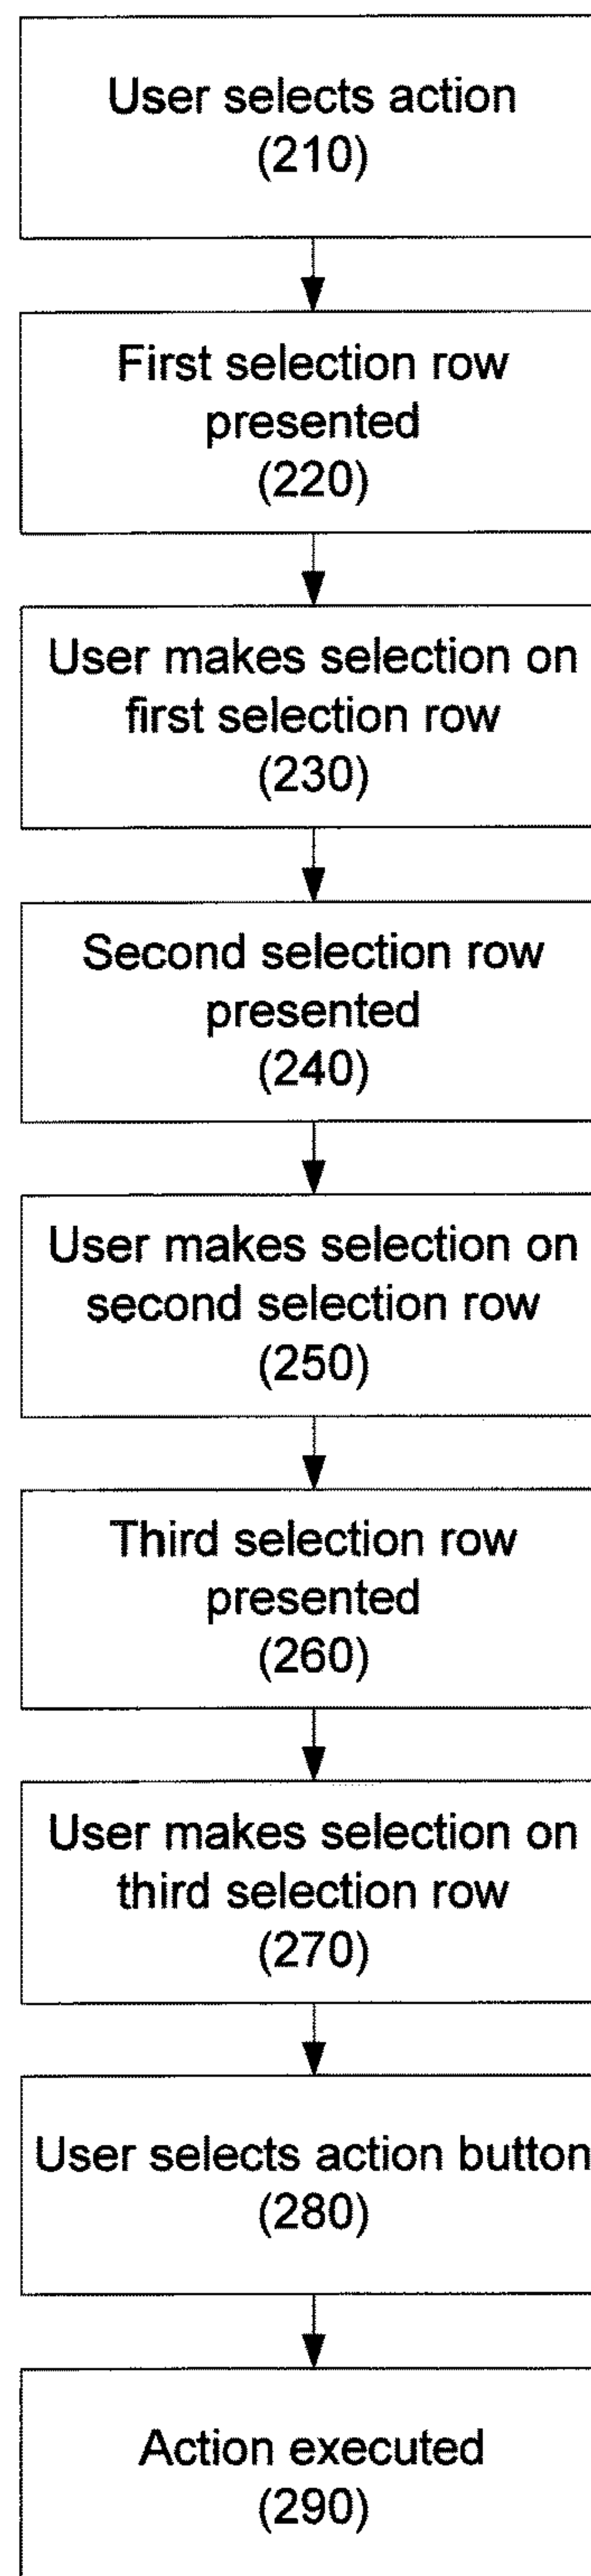 User selects action
(210)
First selection row
presented
(220)
User makes selection on
first selection row
(230)
Second selection row
presented
(240)
User makes selection on
second selection row
(250)
Third selection row
presented
(260)
User makes selection on
third selection row
(270)
User selects action button
(280)
Action executed
(290)